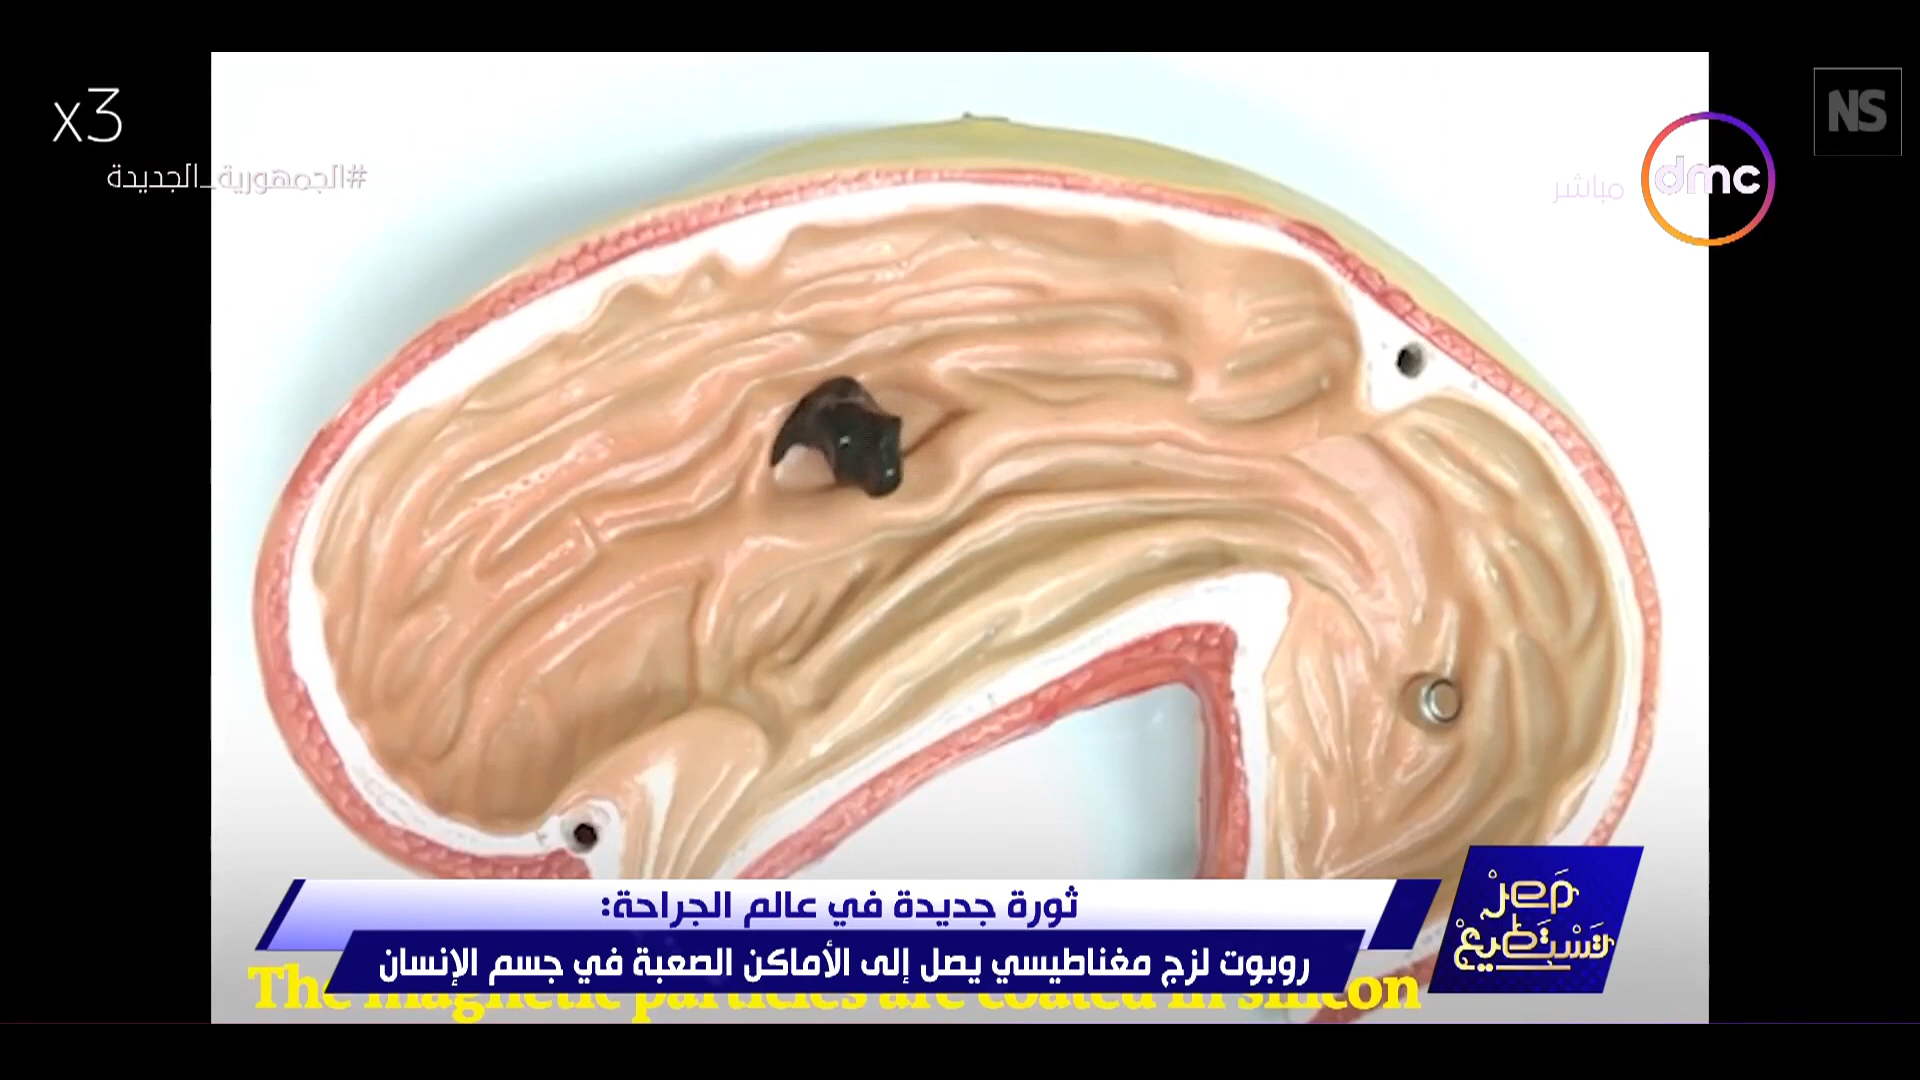 x3
NS
#الجمهورية_الجديدة
dmc
مباشر
ثورة جديدة في عالم الجراحة:
روبوت لزج مغناطيسي يصل إلى الأماكن الصعبة في جسم الإنسان
مصر تستطيع
The magnetic particles are coated in silicon